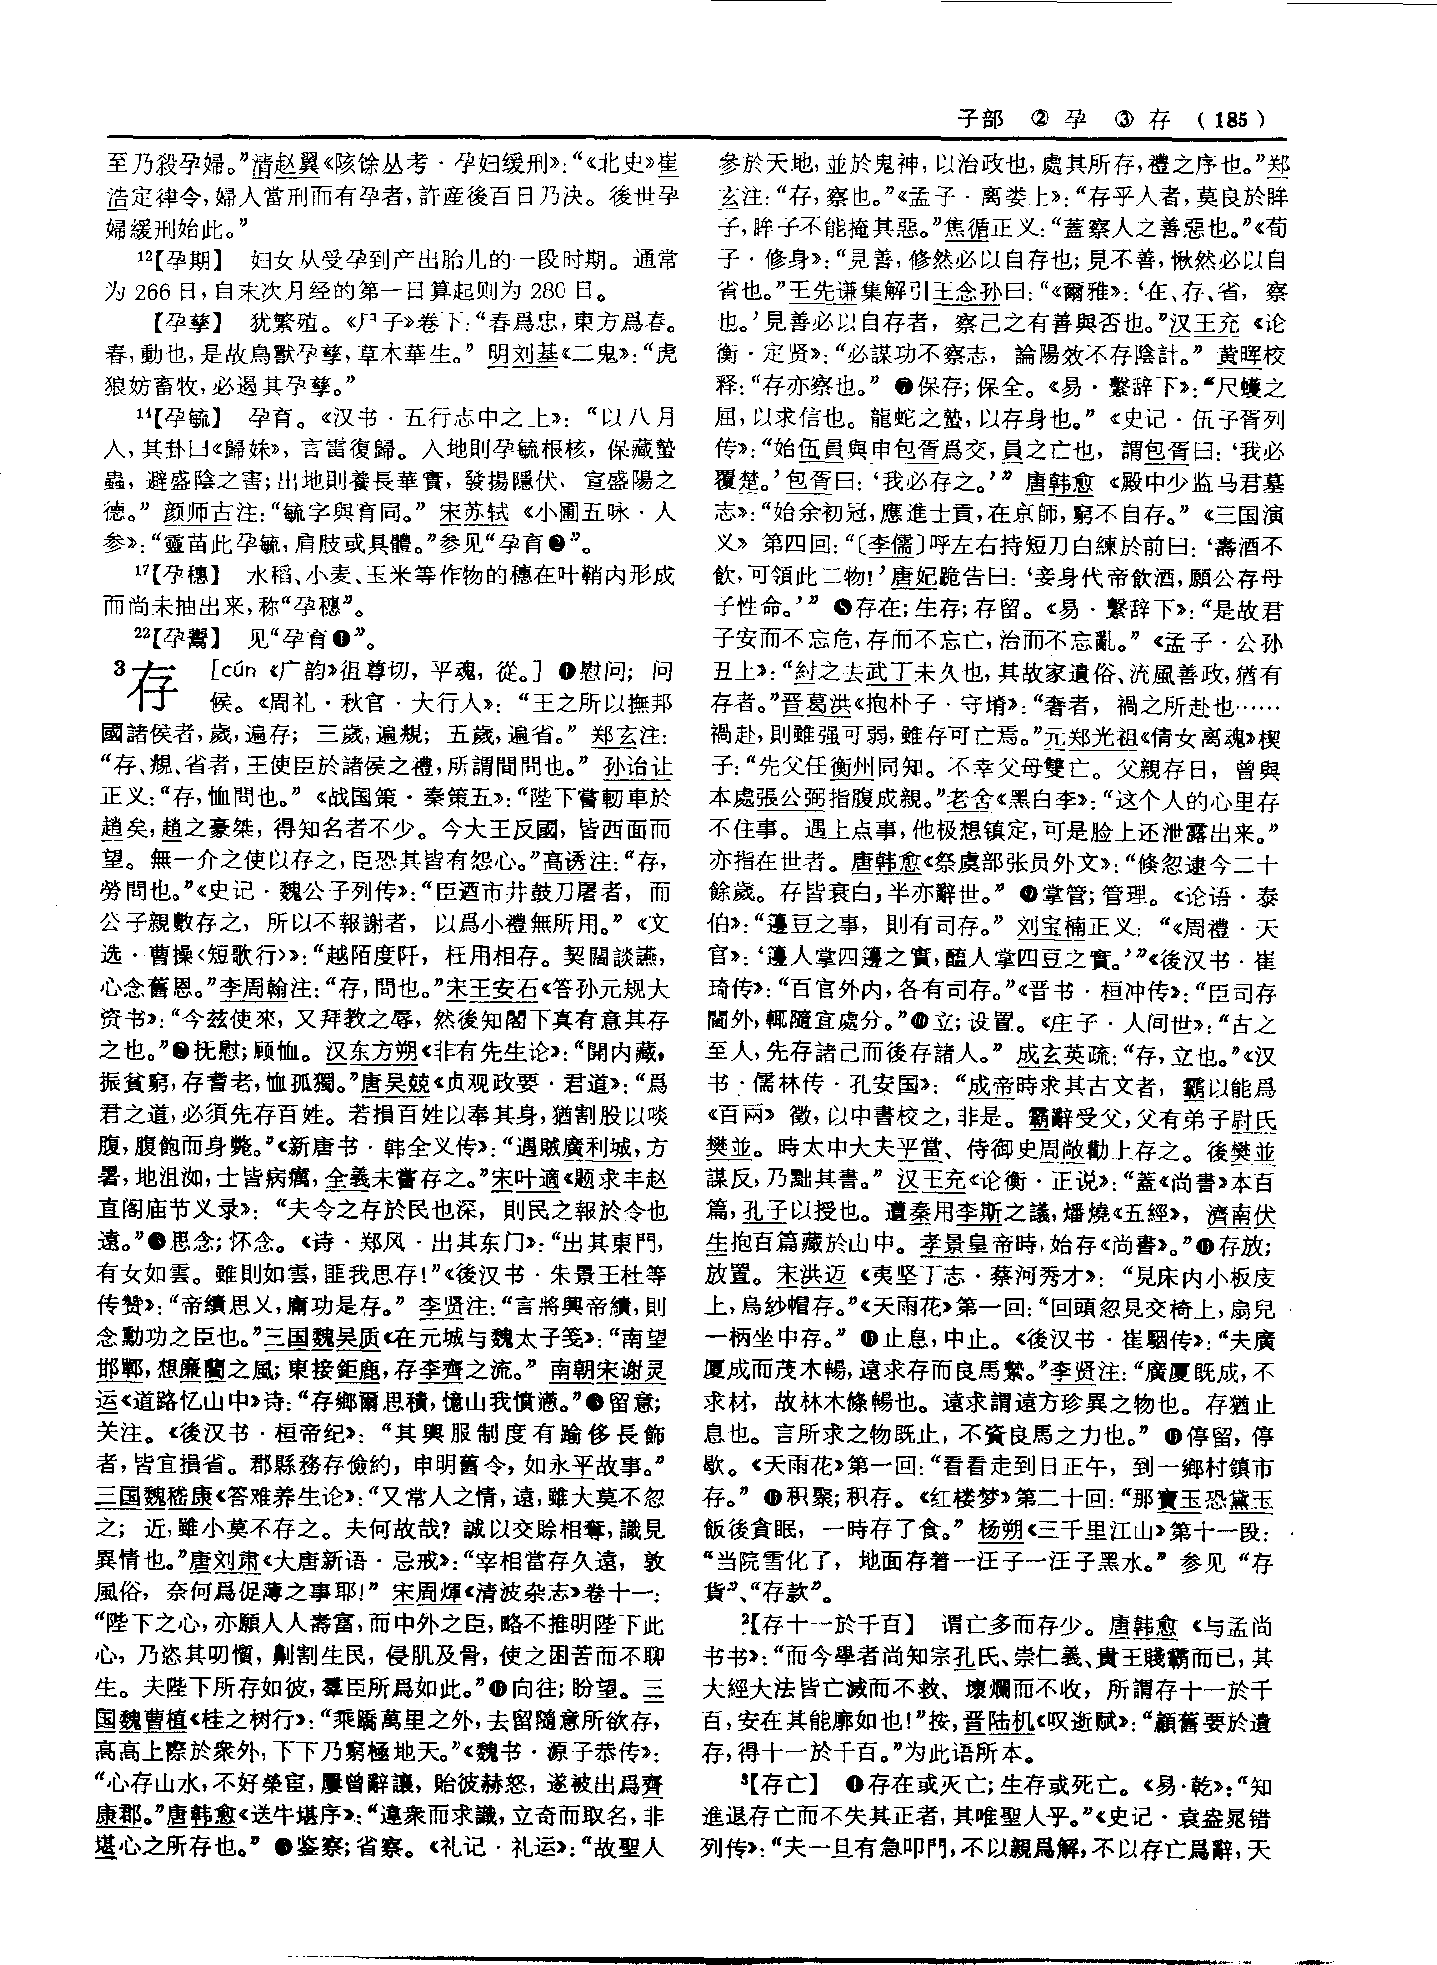 子部 ②孕 ③存 (185)
至乃殺孕婦。”清赵翼《陔馀丛考·孕妇缓刑》：“《北史》崔
浩定律令，婦人當刑而有孕者，許産後百日乃决。後世孕
婦緩刑始此。”
12【孕期】 妇女从受孕到产出胎儿的一段时期。通常
为266日，自末次月经的第一日算起则为280日。
【孕孳】 犹繁殖。《尸子》卷下：“春爲忠，東方爲春。
春，動也，是故鳥獸孕孳，草木華生。”明刘基《二鬼》：“虎
狼妨畜牧，必遏其孕孳。”
14【孕毓】 孕育。《汉书·五行志中之上》：“以八月
入，其卦曰《歸妹》，言雷復歸。入地則孕毓根核，保藏蟄
蟲，避盛陰之害；出地則養長華實，發揚隱伏，宣盛陽之
德。”颜师古注：“毓字與育同。”宋苏轼《小圃五咏·人
参》：“靈苗此孕毓，肩肢或具體。”参见“孕育❷”。
17【孕穗】 水稻、小麦、玉米等作物的穗在叶鞘内形成
而尚未抽出来，称“孕穗”。
22【孕鬻】 见“孕育❶”。
3存 [cún 《广韵》徂尊切，平魂，從。] ❶慰问；问
候。《周礼·秋官·大行人》：“王之所以撫邦
國諸侯者，歲，遍存；三歲，遍覜；五歲，遍省。”郑玄注：
“存、覜、省者，王使臣於諸侯之禮，所謂間問也。”孙诒让
正义：“存，恤問也。”《战国策·秦策五》：“陛下嘗軔車於
趙矣，趙之豪桀，得知名者不少。今大王反國，皆西面而
望。無一介之使以存之，臣恐其皆有怨心。”高诱注：“存，
勞問也。”《史记·魏公子列传》：“臣迺市井鼓刀屠者，而
公子親數存之，所以不報謝者，以爲小禮無所用。”《文
选·曹操〈短歌行〉》：“越陌度阡，枉用相存。契闊談讌，
心念舊恩。”李周翰注：“存，問也。”宋王安石《答孙元规大
资书》：“今兹使來，又拜教之辱，然後知閣下真有意其存
之也。”❷抚慰；顾恤。汉东方朔《非有先生论》：“開内藏，
振貧窮，存耆老，恤孤獨。”唐吴兢《贞观政要·君道》：“爲
君之道，必須先存百姓。若損百姓以奉其身，猶割股以啖
腹，腹飽而身斃。”《新唐书·韩全义传》：“遇賊廣利城，方
暑，地沮洳，士皆病癘，全義未嘗存之。”宋叶適《题求丰赵
直阁庙节义录》：“夫令之存於民也深，則民之報於令也
遠。”❸思念；怀念。《诗·郑风·出其东门》：“出其東門，
有女如雲。雖則如雲，匪我思存！”《後汉书·朱景王杜等
传赞》：“帝績思乂，庸功是存。”李贤注：“言將興帝績，則
念勳功之臣也。”三国魏吴质《在元城与魏太子笺》：“南望
邯鄲，想廉藺之風；東接鉅鹿，存李齊之流。”南朝宋谢灵
运《道路忆山中》诗：“存鄉爾思積，憶山我憤懣。”❹留意；
关注。《後汉书·桓帝纪》：“其輿服制度有踰侈長飾
者，皆宜損省。郡縣務存儉約，申明舊令，如永平故事。”
三国魏嵇康《答难养生论》：“又常人之情，遠，雖大莫不忽
之；近，雖小莫不存之。夫何故哉？誠以交賒相奪，識見
異情也。”唐刘肃《大唐新语·忌戒》：“宰相當存久遠，敦
風俗，奈何爲促薄之事耶！”宋周煇《清波杂志》卷十一：
“陛下之心，亦願人人壽富，而中外之臣，略不推明陛下此
心，乃恣其叨懫，劓割生民，侵肌及骨，使之困苦而不聊
生。夫陛下所存如彼，羣臣所爲如此。”❺向往；盼望。三
国魏曹植《桂之树行》：“乘蹻萬里之外，去留隨意所欲存，
高高上際於衆外，下下乃窮極地天。”《魏书·源子恭传》：
“心存山水，不好榮宦，屢曾辭讓，貽彼赫怒，遂被出爲齊
康郡。”唐韩愈《送牛堪序》：“違衆而求識，立奇而取名，非
堪心之所存也。”❻鉴察；省察。《礼记·礼运》：“故聖人
參於天地，並於鬼神，以治政也，處其所存，禮之序也。”郑
玄注：“存，察也。”《孟子·离娄上》：“存乎人者，莫良於眸
子，眸子不能掩其惡。”焦循正义：“蓋察人之善惡也。”《荀
子·修身》：“見善，修然必以自存也；見不善，愀然必以自
省也。”王先谦集解引王念孙曰：“《爾雅》：‘在、存、省，察
也。’見善必以自存者，察己之有善與否也。”汉王充《论
衡·定贤》：“必謀功不察志，論陽效不存陰計。”黄晖校
释：“存亦察也。”❼保存；保全。《易·繫辞下》：“尺蠖之
屈，以求信也。龍蛇之蟄，以存身也。”《史记·伍子胥列
传》：“始伍員與申包胥爲交，員之亡也，謂包胥曰：‘我必
覆楚。’包胥曰：‘我必存之。’”唐韩愈《殿中少监马君墓
志》：“始余初冠，應進士貢，在京師，窮不自存。”《三国演
义》第四回：“〔李儒〕呼左右持短刀白練於前曰：‘壽酒不
飲，可領此二物！’唐妃跪告曰：‘妾身代帝飲酒，願公存母
子性命。’”❽存在；生存；存留。《易·繫辞下》：“是故君
子安而不忘危，存而不忘亡，治而不忘亂。”《孟子·公孙
丑上》：“紂之去武丁未久也，其故家遺俗、流風善政，猶有
存者。”晋葛洪《抱朴子·守塉》：“奢者，禍之所赴也……
禍赴，則雖强可弱，雖存可亡焉。”元郑光祖《倩女离魂》楔
子：“先父任衡州同知。不幸父母雙亡。父親存日，曾與
本處張公弼指腹成親。”老舍《黑白李》：“这个人的心里存
不住事。遇上点事，他极想镇定，可是脸上还泄露出来。”
亦指在世者。唐韩愈《祭虞部张员外文》：“倏忽逮今二十
餘歲。存皆衰白，半亦辭世。”❾掌管；管理。《论语·泰
伯》：“籩豆之事，則有司存。”刘宝楠正义：“《周禮·天
官》：‘籩人掌四籩之實，醢人掌四豆之實。’”《後汉书·崔
琦传》：“百官外内，各有司存。”《晋书·桓冲传》：“臣司存
閫外，輒隨宜處分。”❿立；设置。《庄子·人间世》：“古之
至人，先存諸己而後存諸人。”成玄英疏：“存，立也。”《汉
书·儒林传·孔安国》：“成帝時求其古文者，霸以能爲
《百兩》徵，以中書校之，非是。霸辭受父，父有弟子尉氏
樊並。時太中大夫平當、侍御史周敞勸上存之。後樊並
謀反，乃黜其書。”汉王充《论衡·正说》：“蓋《尚書》本百
篇，孔子以授也。遭秦用李斯之議，燔燒《五經》，濟南伏
生抱百篇藏於山中。孝景皇帝時，始存《尚書》。”⓫存放；
放置。宋洪迈《夷坚丁志·蔡河秀才》：“見床内小板庋
上，烏紗帽存。”《天雨花》第一回：“回頭忽見交椅上，扇兒
一柄坐中存。”⓬止息，中止。《後汉书·崔駰传》：“夫廣
厦成而茂木暢，遠求存而良馬縶。”李贤注：“廣厦既成，不
求材，故林木條暢也。遠求謂遠方珍異之物也。存猶止
息也。言所求之物既止，不資良馬之力也。”⓭停留，停
歇。《天雨花》第一回：“看看走到日正午，到一鄉村鎮市
存。”⓮积聚；积存。《红楼梦》第二十回：“那寶玉恐黛玉
飯後貪眠，一時存了食。”杨朔《三千里江山》第十一段：
“当院雪化了，地面存着一汪子一汪子黑水。”参见“存
貨”、“存款”。
2【存十一於千百】 谓亡多而存少。唐韩愈《与孟尚
书书》：“而今學者尚知宗孔氏、崇仁義、貴王賤霸而已，其
大經大法皆亡滅而不救、壞爛而不收，所謂存十一於千
百，安在其能廓如也！”按，晋陆机《叹逝赋》：“顧舊要於遺
存，得十一於千百。”为此语所本。
3【存亡】 ❶存在或灭亡；生存或死亡。《易·乾》：“知
進退存亡而不失其正者，其唯聖人乎。”《史记·袁盎晁错
列传》：“夫一旦有急叩門，不以親爲解，不以存亡爲辭，天